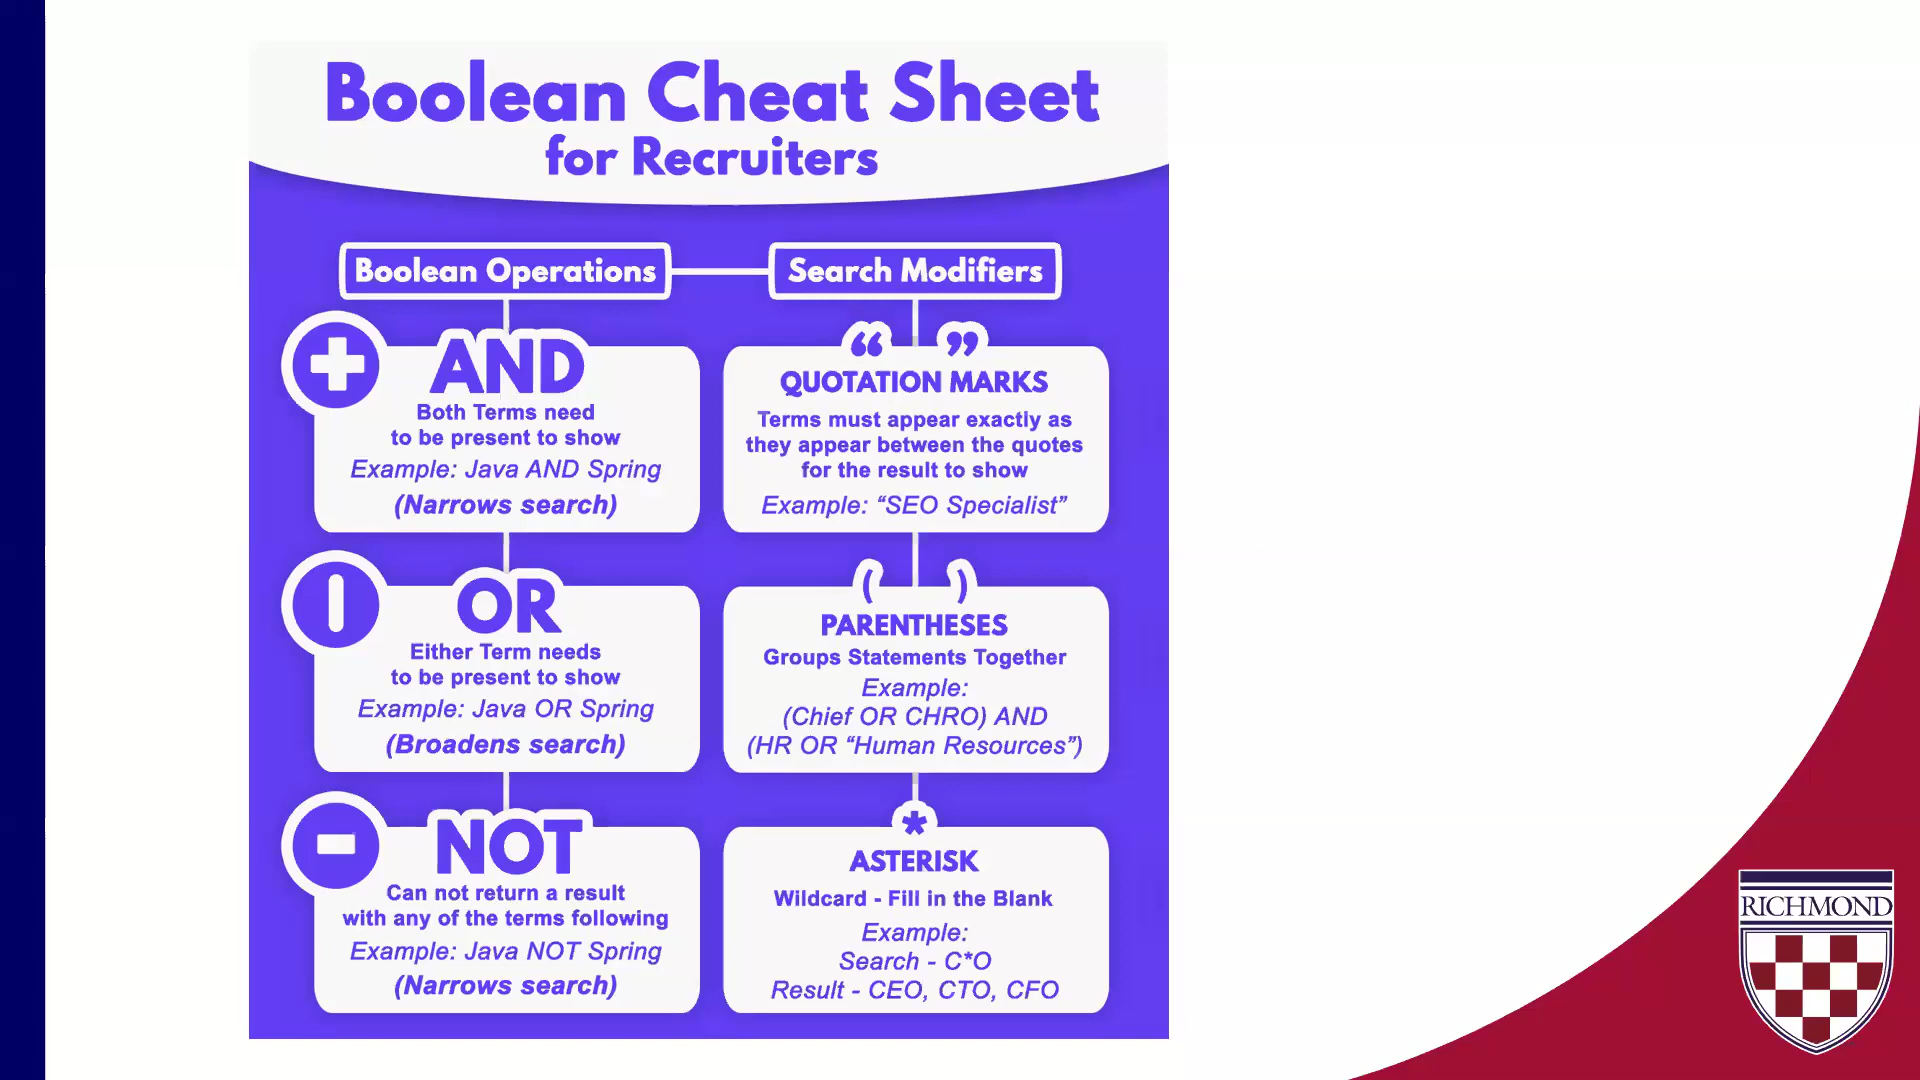 Boolean Cheat Sheet
for Recruiters
Boolean Operations
AND
Both Terms need
to be present to show
Example: Java AND Spring
(Narrows search)
OR
Either Term needs
to be present to show
Example: Java OR Spring
(Broadens search)
NOT
Can not return a result
with any of the terms following
Example: Java NOT Spring
(Narrows search)
Search Modifiers
“ ”
QUOTATION MARKS
Terms must appear exactly as
they appear between the quotes
for the result to show
Example: “SEO Specialist”
( )
PARENTHESES
Groups Statements Together
Example:
(Chief OR CHRO) AND
(HR OR “Human Resources”)
*
ASTERISK
Wildcard - Fill in the Blank
Example:
Search - C*O
Result - CEO, CTO, CFO
RICHMOND